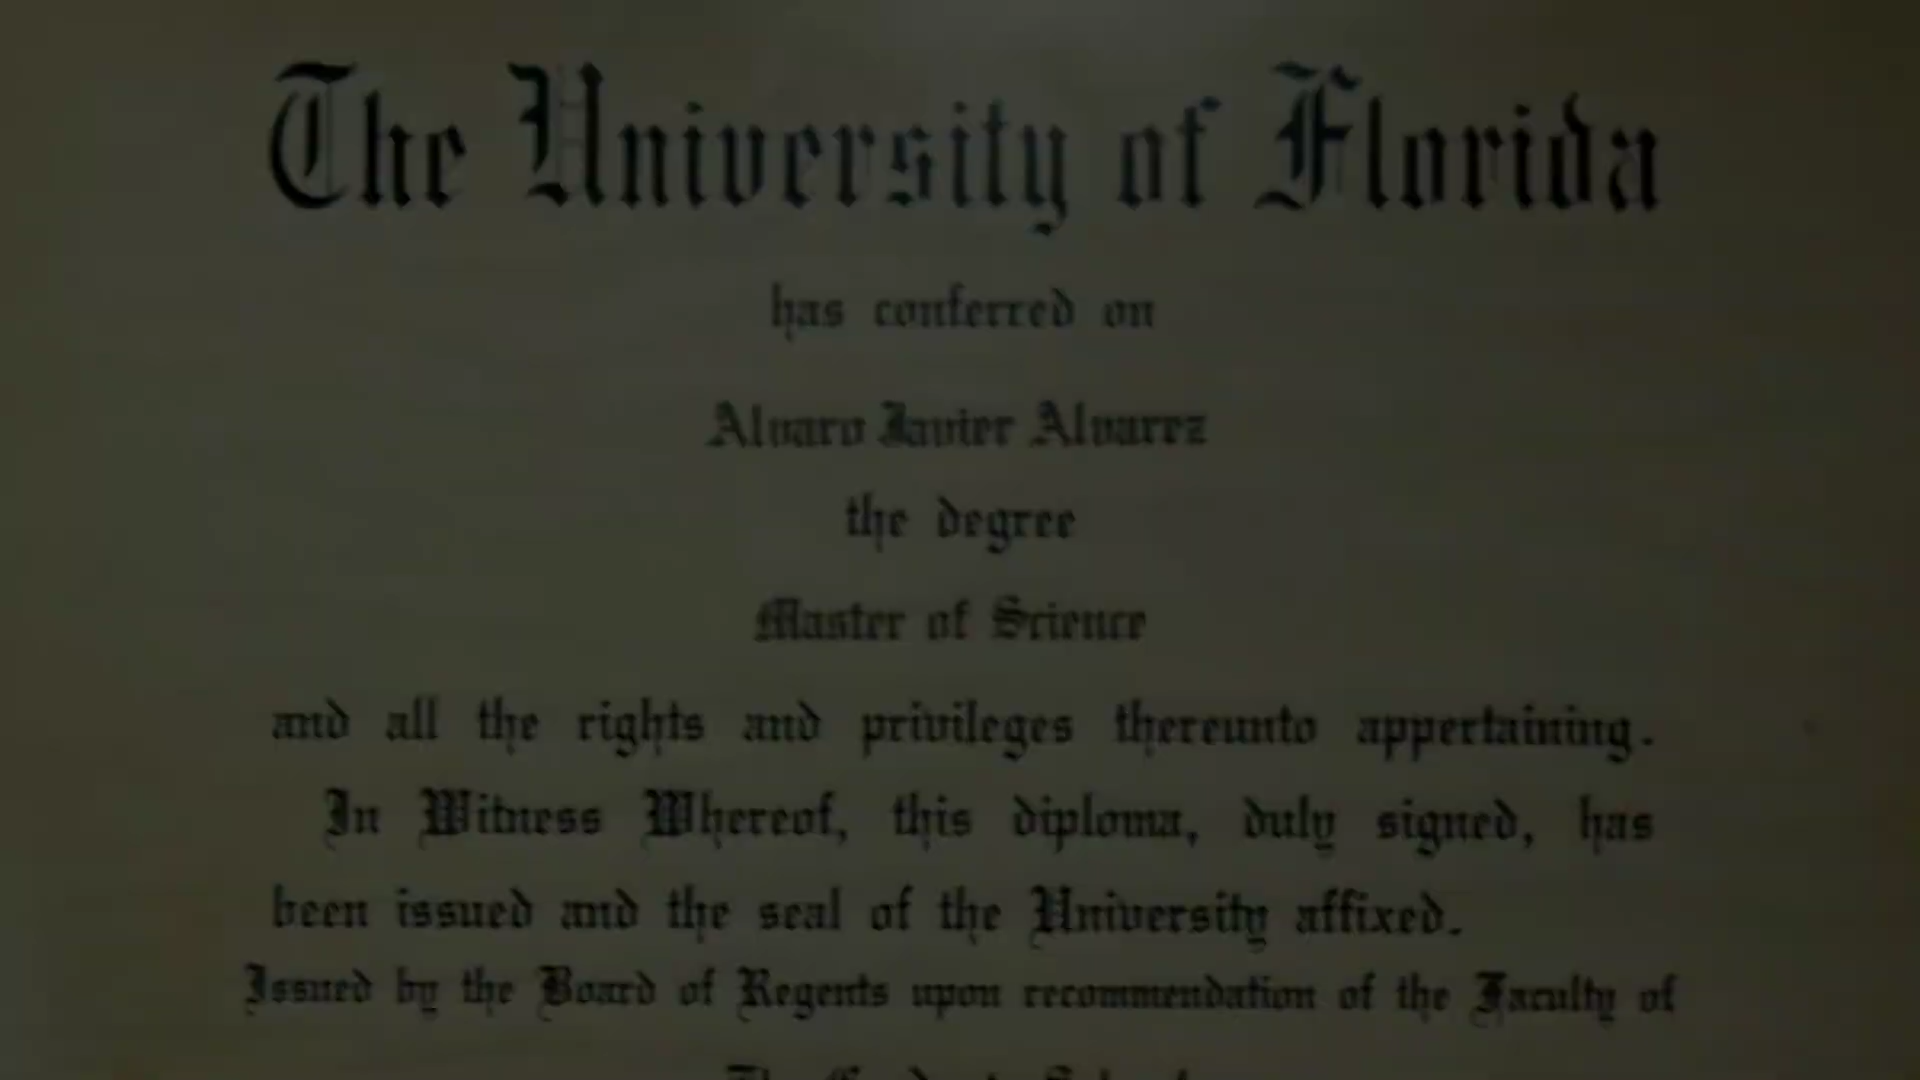 The University of Florida
has conferred on
Alvaro Javier Alvarez
the degree
Master of Science
and all the rights and privileges thereunto appertaining.
In Witness Whereof, this diploma, duly signed, has
been issued and the seal of the University affixed.
Issued by the Board of Regents upon recommendation of the Faculty of